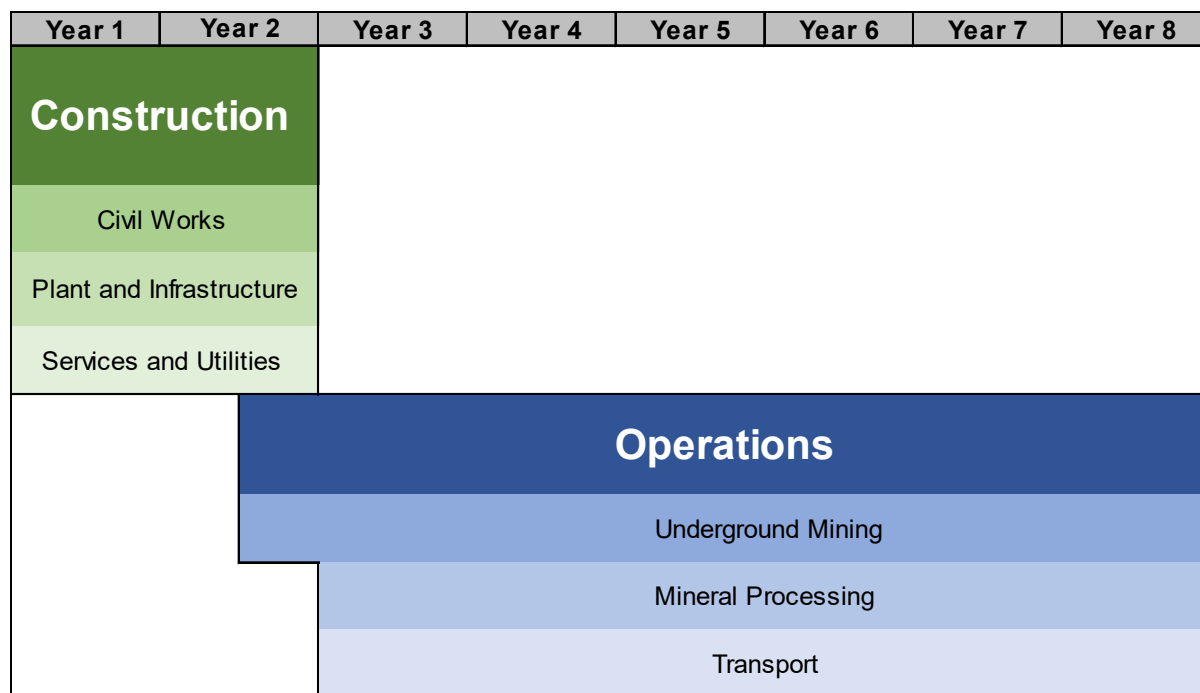 Year 1 Year 2 Year 3 Year 4 Year 5 Year 6 Year 7 Year 8
Construction
Civil Works
Plant and Infrastructure
Services and Utilities
Operations
Underground Mining
Mineral Processing
Transport